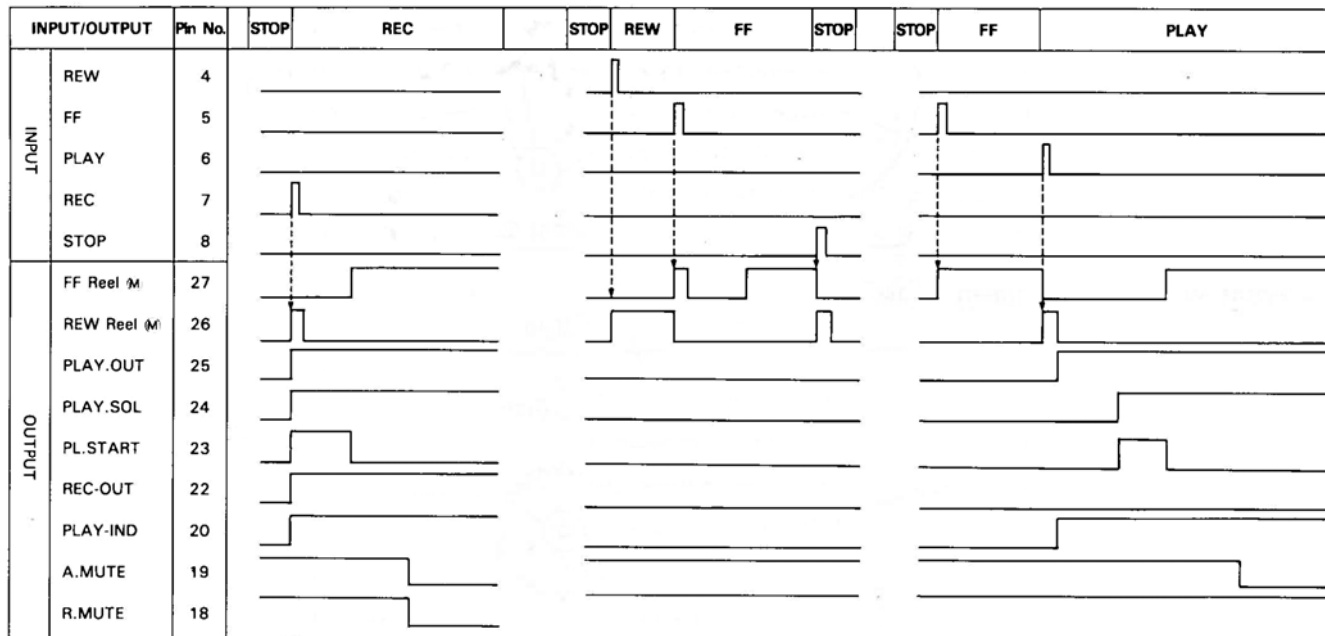 INPUT/OUTPUT Pin No. STOP REC STOP REW FF STOP STOP FF PLAY
INPUT
REW 4
FF 5
PLAY 6
REC 7
STOP 8
OUTPUT
FF Reel (M) 27
REW Reel (M) 26
PLAY.OUT 25
PLAY.SOL 24
PL.START 23
REC-OUT 22
PLAY-IND 20
A.MUTE 19
R.MUTE 18